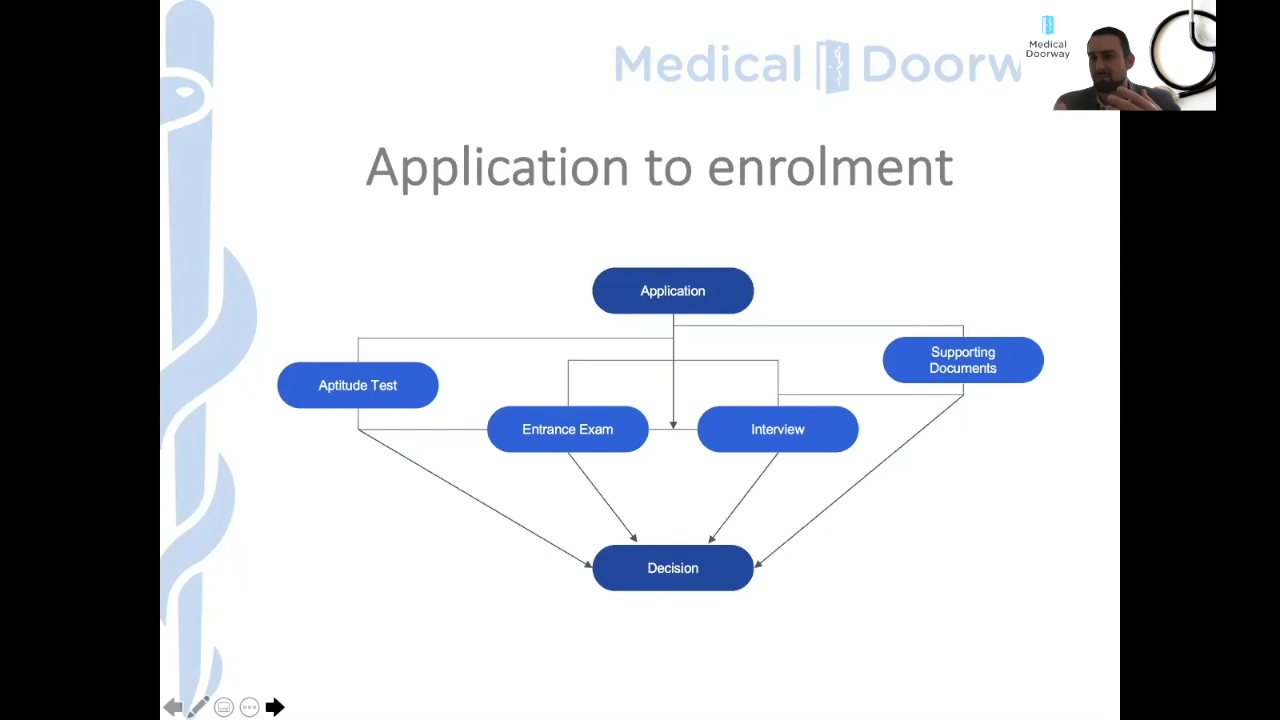 Medical Doorw
Medical
Doorway
Application to enrolment
Application
Supporting
Documents
Aptitude Test
Entrance Exam
Interview
Decision